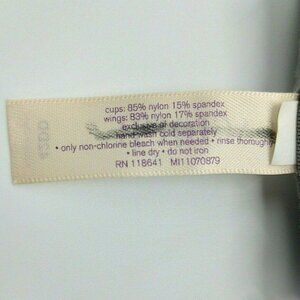 cups: 85% nylon 15% spandex
wings: 83% nylon 17% spandex
exclusive of decoration
hand wash cold separately
• only non-chlorine bleach when needed • rinse thoroughly
• line dry • do not iron
RN 118641 MI11070879